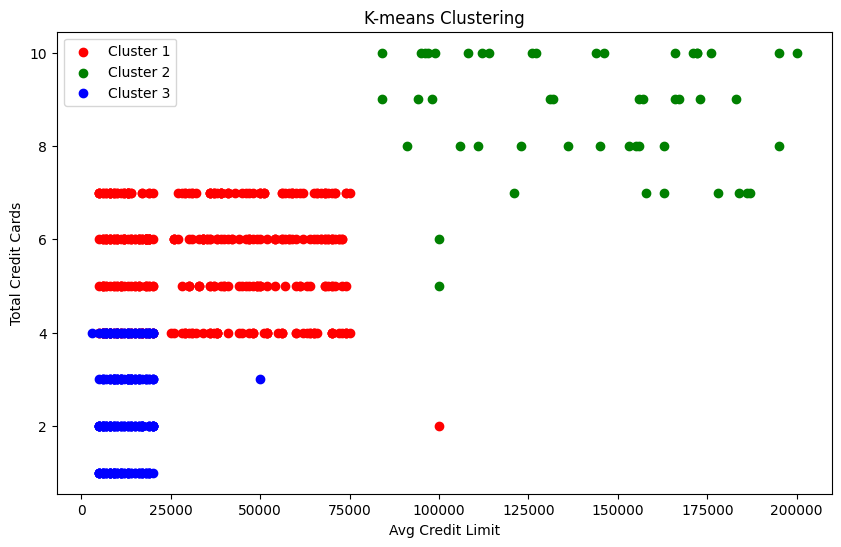 K-means Clustering
Cluster 1
Cluster 2
Cluster 3
10
8
6
4
2
Total Credit Cards
0 25000 50000 75000 100000 125000 150000 175000 200000
Avg Credit Limit